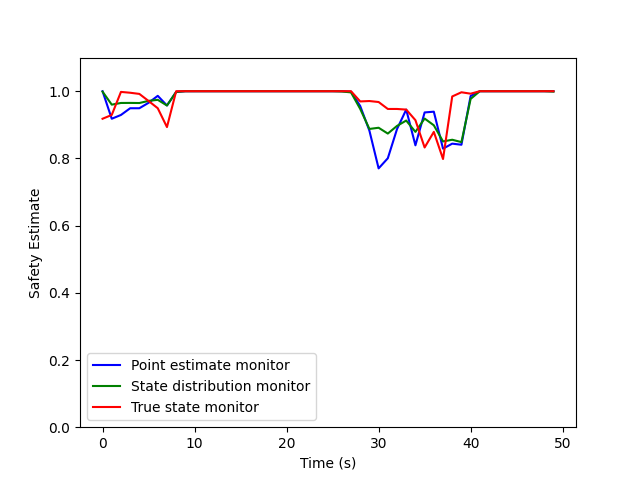 1.0
0.8
0.6
0.4
0.2
0.0
Safety Estimate
Point estimate monitor
State distribution monitor
True state monitor
0 10 20 30 40 50
Time (s)